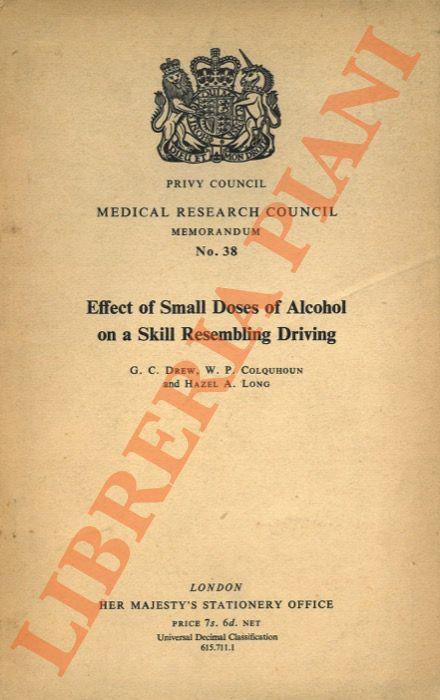 DIEU ET MON DROIT
PRIVY COUNCIL
MEDICAL RESEARCH COUNCIL
MEMORANDUM
No. 38
Effect of Small Doses of Alcohol
on a Skill Resembling Driving
G. C. DREW, W. P. COLQUHOUN
and HAZEL A. LONG
LONDON
HER MAJESTY'S STATIONERY OFFICE
PRICE 7s. 6d. NET
Universal Decimal Classification
615.711.1
LIBRERIA PIANI